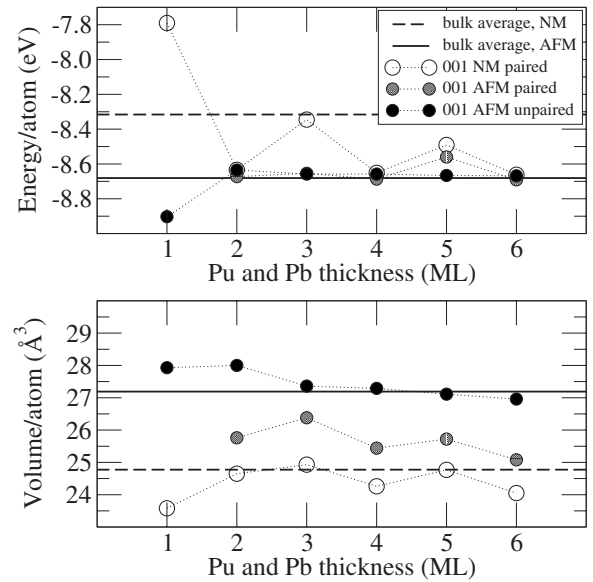 -7.8
-8.0
-8.2
-8.4
-8.6
-8.8
Energy/atom (eV)
bulk average, NM
bulk average, AFM
001 NM paired
001 AFM paired
001 AFM unpaired
1 2 3 4 5 6
Pu and Pb thickness (ML)
29
28
27
26
25
24
Volume/atom (Å³)
1 2 3 4 5 6
Pu and Pb thickness (ML)